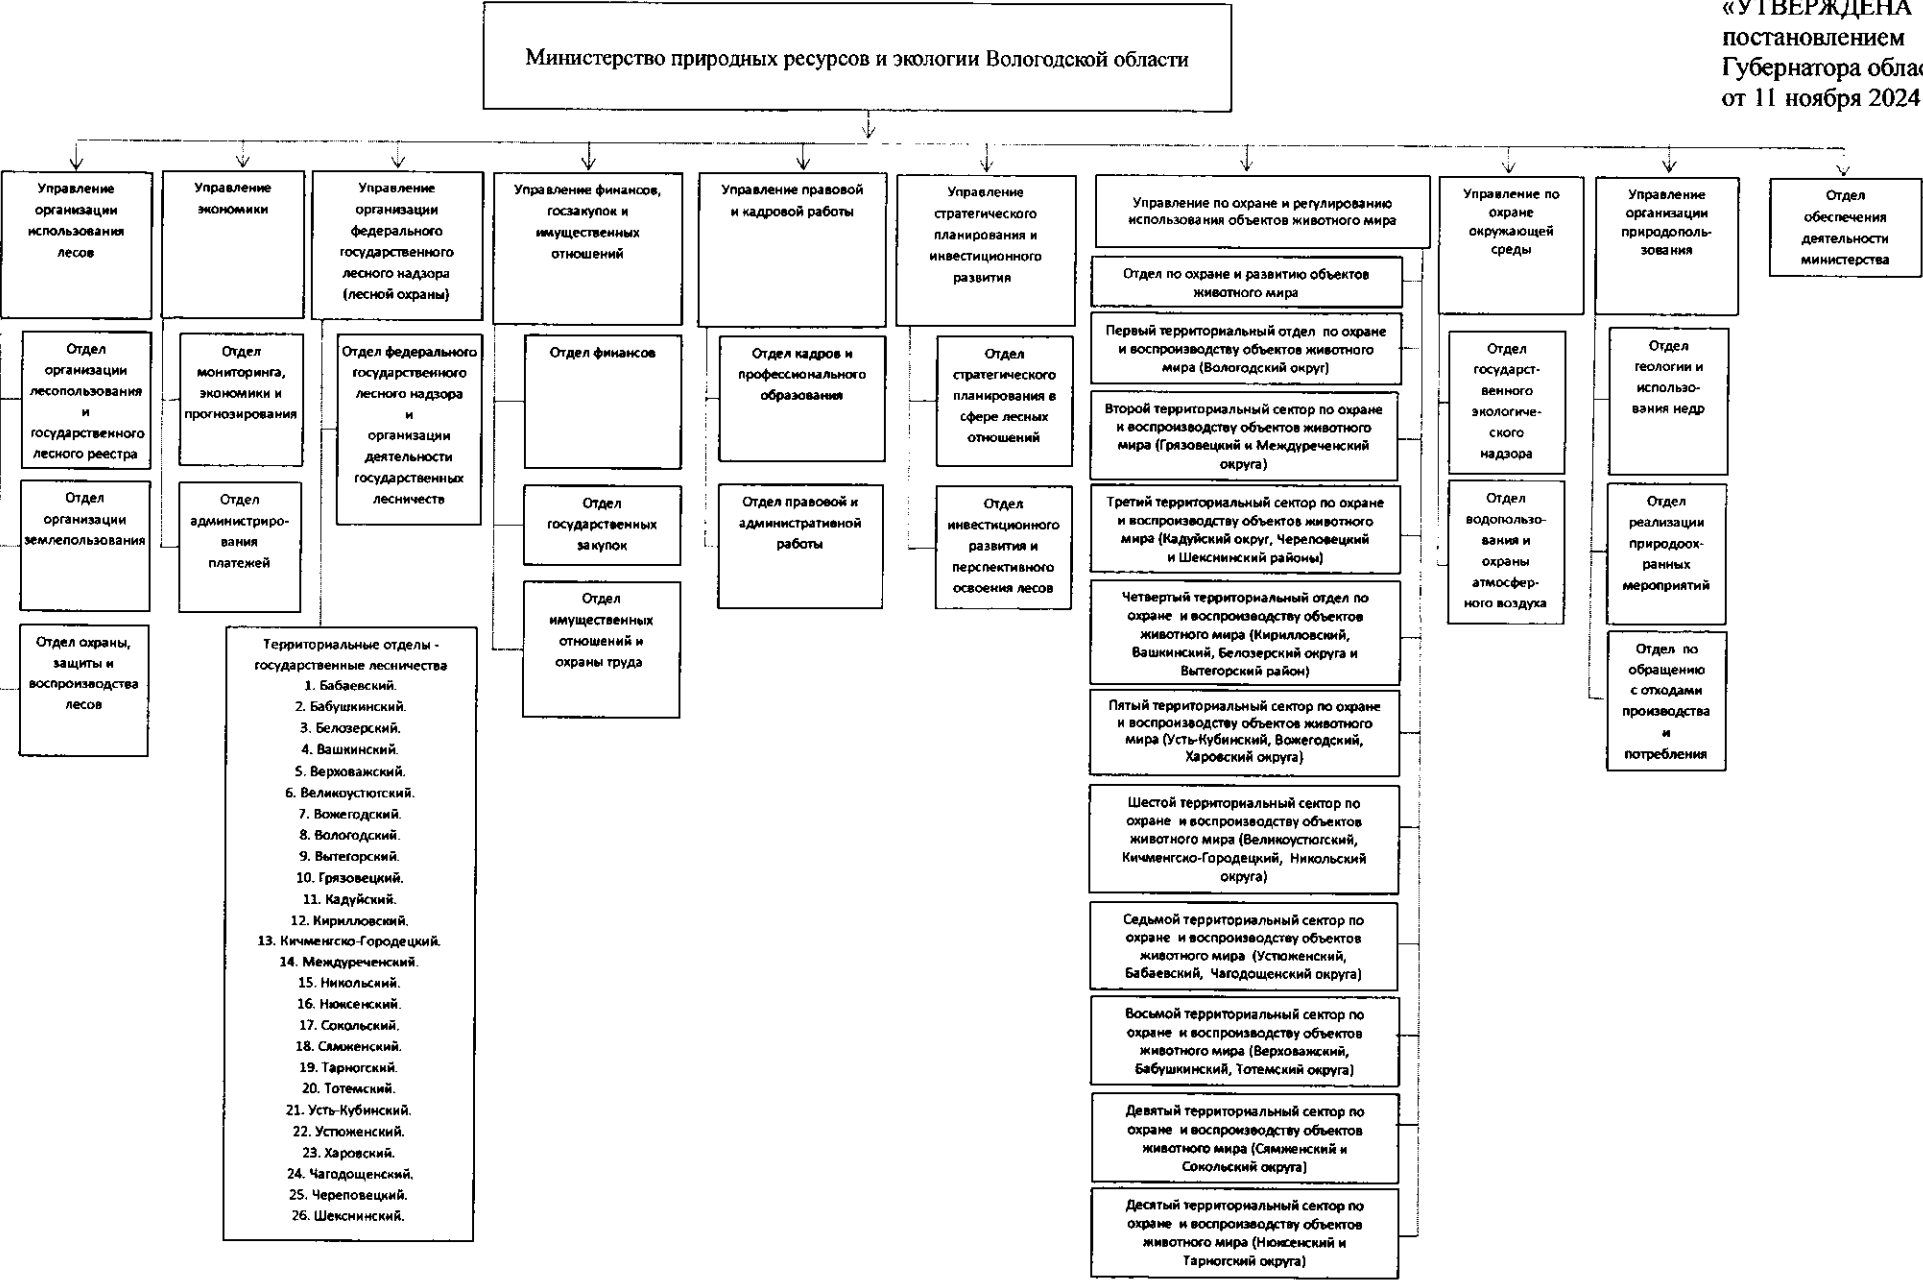 «УТВЕРЖДЕНА
постановлением
Губернатора
от 11 ноября 2024
Министерство природных ресурсов и экологии Вологодской области
Управление
организации
использования
лесов
Отдел
организации
лесопользования
и
государственного
лесного реестра
Отдел
организации
землепользования
Отдел охраны,
защиты и
воспроизводства
лесов
Управление
экономики
Отдел
мониторинга,
экономики и
прогнозирования
Отдел
администриро-
вания
платежей
Управление
организации
федерального
государственного
лесного надзора
(лесной охраны)
Отдел федерального
государственного
лесного надзора
и
организации
деятельности
государственных
лесничеств
Территориальные отделы -
государственные лесничества
1. Бабаевский.
2. Бабушкинский.
3. Белозерский.
4. Вашкинский.
5. Верховажский.
6. Великоустюгский.
7. Вожегодский.
8. Вологодский.
9. Вытегорский.
10. Грязовецкий.
11. Кадуйский.
12. Кирилловский.
13. Кичменгско-Городецкий.
14. Междуреченский.
15. Никольский.
16. Нюксенский.
17. Сокольский.
18. Сямженский.
19. Тарногский.
20. Тотемский.
21. Усть-Кубинский.
22. Устюженский.
23. Харовский.
24. Чагодощенский.
25. Череповецкий.
26. Шекснинский.
Управление финансов,
госзакупок и
имущественных
отношений
Отдел финансов
Отдел
государственных
закупок
Отдел
имущественных
отношений и
охраны труда
Управление правовой
и кадровой работы
Отдел кадров и
профессионального
образования
Отдел правовой и
административной
работы
Управление
стратегического
планирования и
инвестиционного
развития
Отдел
стратегического
планирования в
сфере лесных
отношений
Отдел
инвестиционного
развития и
перспективного
освоения лесов
Управление по охране и регулированию
использования объектов животного мира
Отдел по охране и развитию объектов
животного мира
Первый территориальный отдел по охране
и воспроизводству объектов животного
мира (Вологодский округ)
Второй территориальный сектор по охране
и воспроизводству объектов животного
мира (Грязовецкий и Междуреченский
округа)
Третий территориальный сектор по охране
и воспроизводству объектов животного
мира (Кадуйский округ, Череповецкий
и Шекснинский районы)
Четвертый территориальный отдел по
охране и воспроизводству объектов
животного мира (Кирилловский,
Вашкинский, Белозерский округа и
Вытегорский район)
Пятый территориальный сектор по охране
и воспроизводству объектов животного
мира (Усть-Кубинский, Вожегодский,
Харовский округа)
Шестой территориальный сектор по
охране и воспроизводству объектов
животного мира (Великоустюгский,
Кичменгско-Городецкий, Никольский
округа)
Седьмой территориальный сектор по
охране и воспроизводству объектов
животного мира (Устюженский,
Бабаевский, Чагодощенский округа)
Восьмой территориальный сектор по
охране и воспроизводству объектов
животного мира (Верховажский,
Бабушкинский, Тотемский округа)
Девятый территориальный сектор по
охране и воспроизводству объектов
животного мира (Сямженский и
Сокольский округа)
Десятый территориальный сектор по
охране и воспроизводству объектов
животного мира (Нюксенский и
Тарногский округа)
Управление по
охране
окружающей
среды
Отдел
государст-
венного
экологиче-
ского
надзора
Отдел
водопользо-
вания и
охраны
атмосфер-
ного воздуха
Управление
организации
природополь-
зования
Отдел
геологии и
использо-
вания недр
Отдел
реализации
природоох-
ранных
мероприятий
Отдел по
обращению
с отходами
производства
и
потребления
Отдел
обеспечения
деятельности
министерства